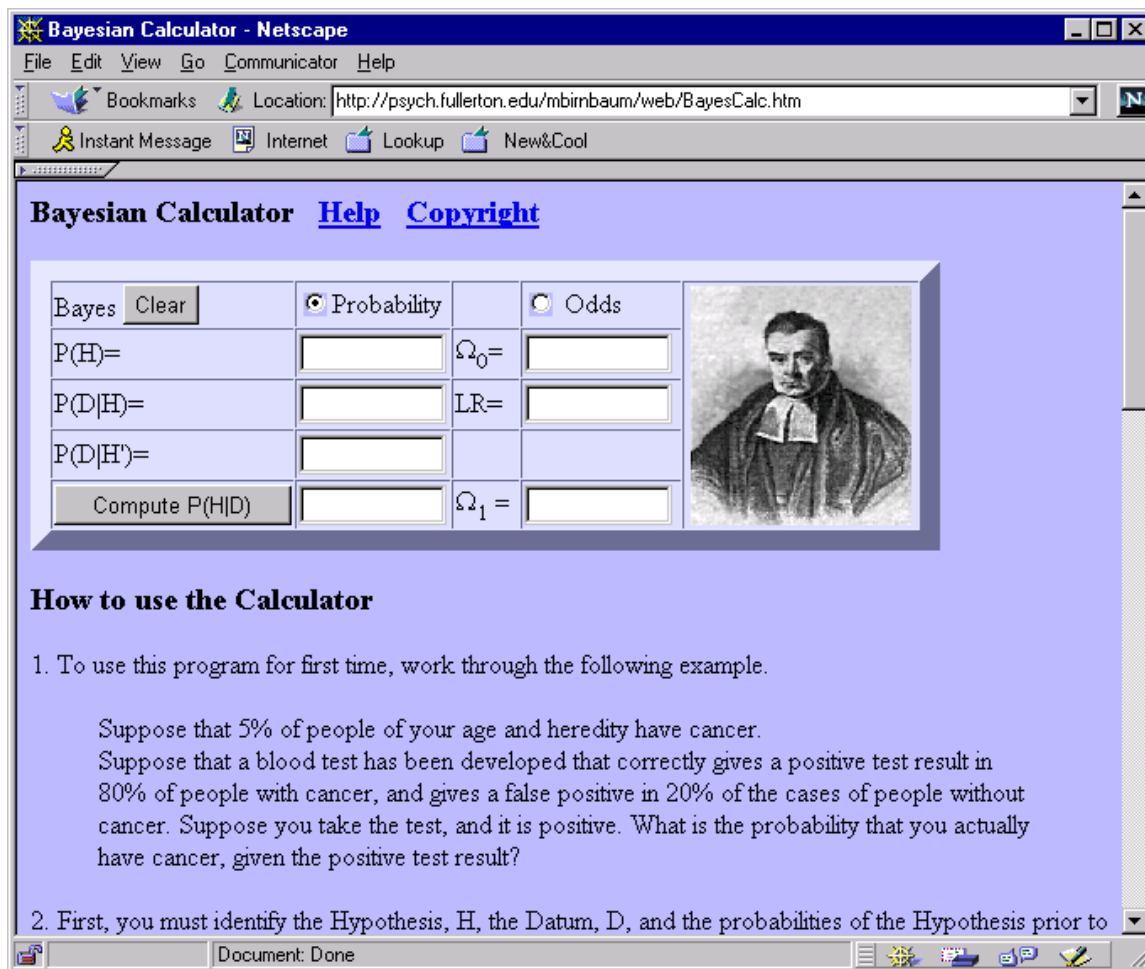 Bayesian Calculator - Netscape
File Edit View Go Communicator Help
Bookmarks Location: http://psych.fullerton.edu/mbirnbaum/web/BayesCalc.htm N
Instant Message Internet Lookup New&Cool
Bayesian Calculator Help Copyright
Bayes Clear Probability Odds
P(H)= Ω0=
P(D|H)= LR=
P(D|H')=
Compute P(H|D) Ω1 =
How to use the Calculator
1. To use this program for first time, work through the following example.
Suppose that 5% of people of your age and heredity have cancer.
Suppose that a blood test has been developed that correctly gives a positive test result in
80% of people with cancer, and gives a false positive in 20% of the cases of people without
cancer. Suppose you take the test, and it is positive. What is the probability that you actually
have cancer, given the positive test result?
2. First, you must identify the Hypothesis, H, the Datum, D, and the probabilities of the Hypothesis prior to
Document: Done